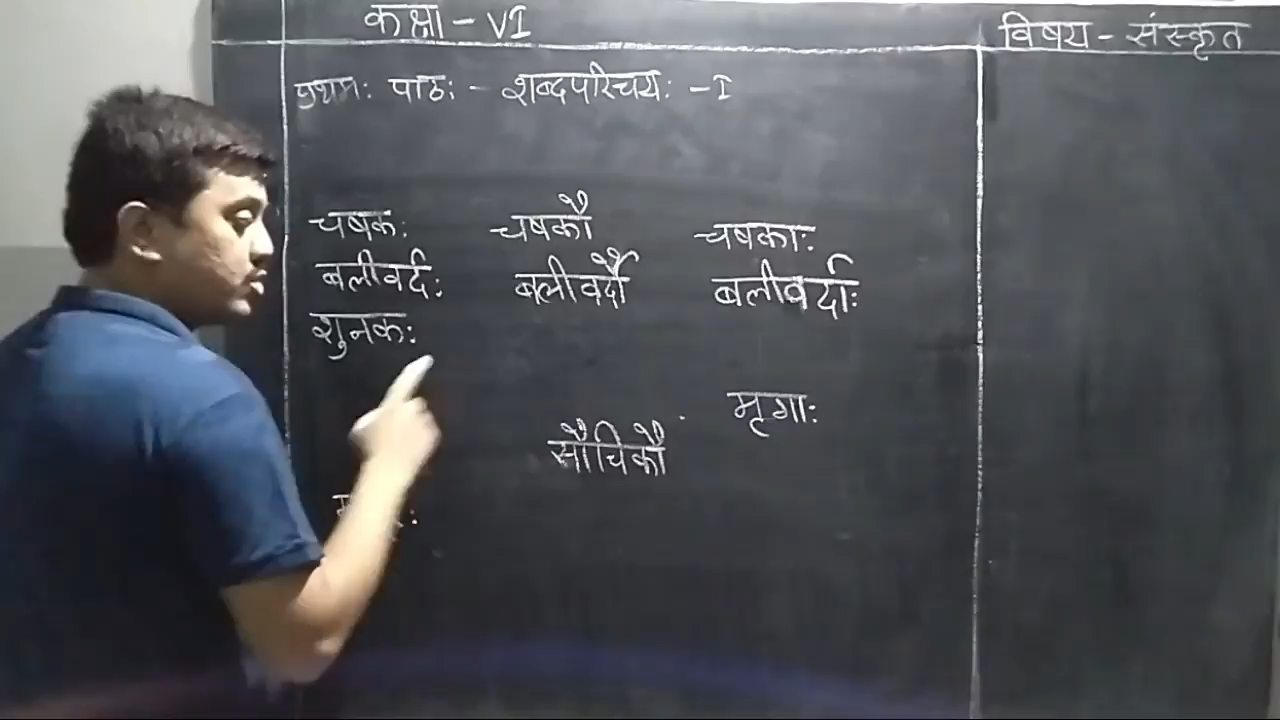 कक्षा - VI
विषय - संस्कृत
प्रथमः पाठः - शब्दपरिचयः - I
चषकः चषकौ चषकाः
बलीवर्दः बलीवर्दौ बलीवर्दाः
शुनकः
मृगाः
सौचिकौ